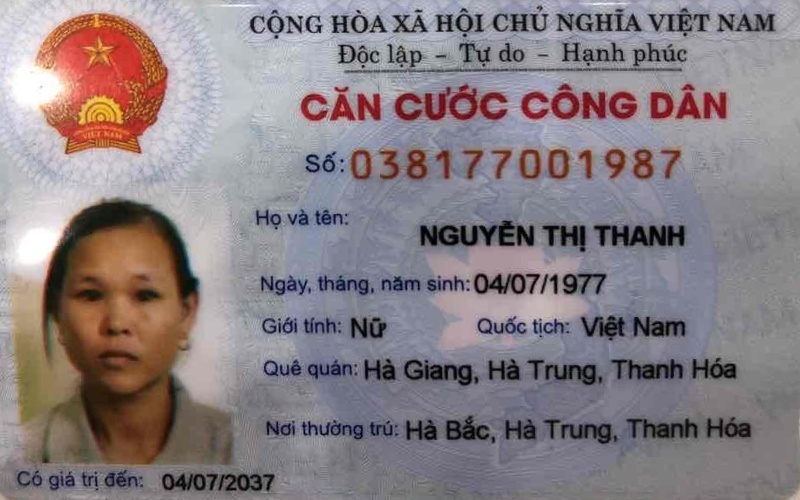 CỘNG HÒA XÃ HỘI CHỦ NGHĨA VIỆT NAM
Độc lập – Tự do – Hạnh phúc
CĂN CƯỚC CÔNG DÂN
Số: 038177001987
Họ và tên:
NGUYỄN THỊ THANH
Ngày, tháng, năm sinh: 04/07/1977
Giới tính: Nữ Quốc tịch: Việt Nam
Quê quán: Hà Giang, Hà Trung, Thanh Hóa
Nơi thường trú: Hà Bắc, Hà Trung, Thanh Hóa
Có giá trị đến: 04/07/2037
VIỆT NAM